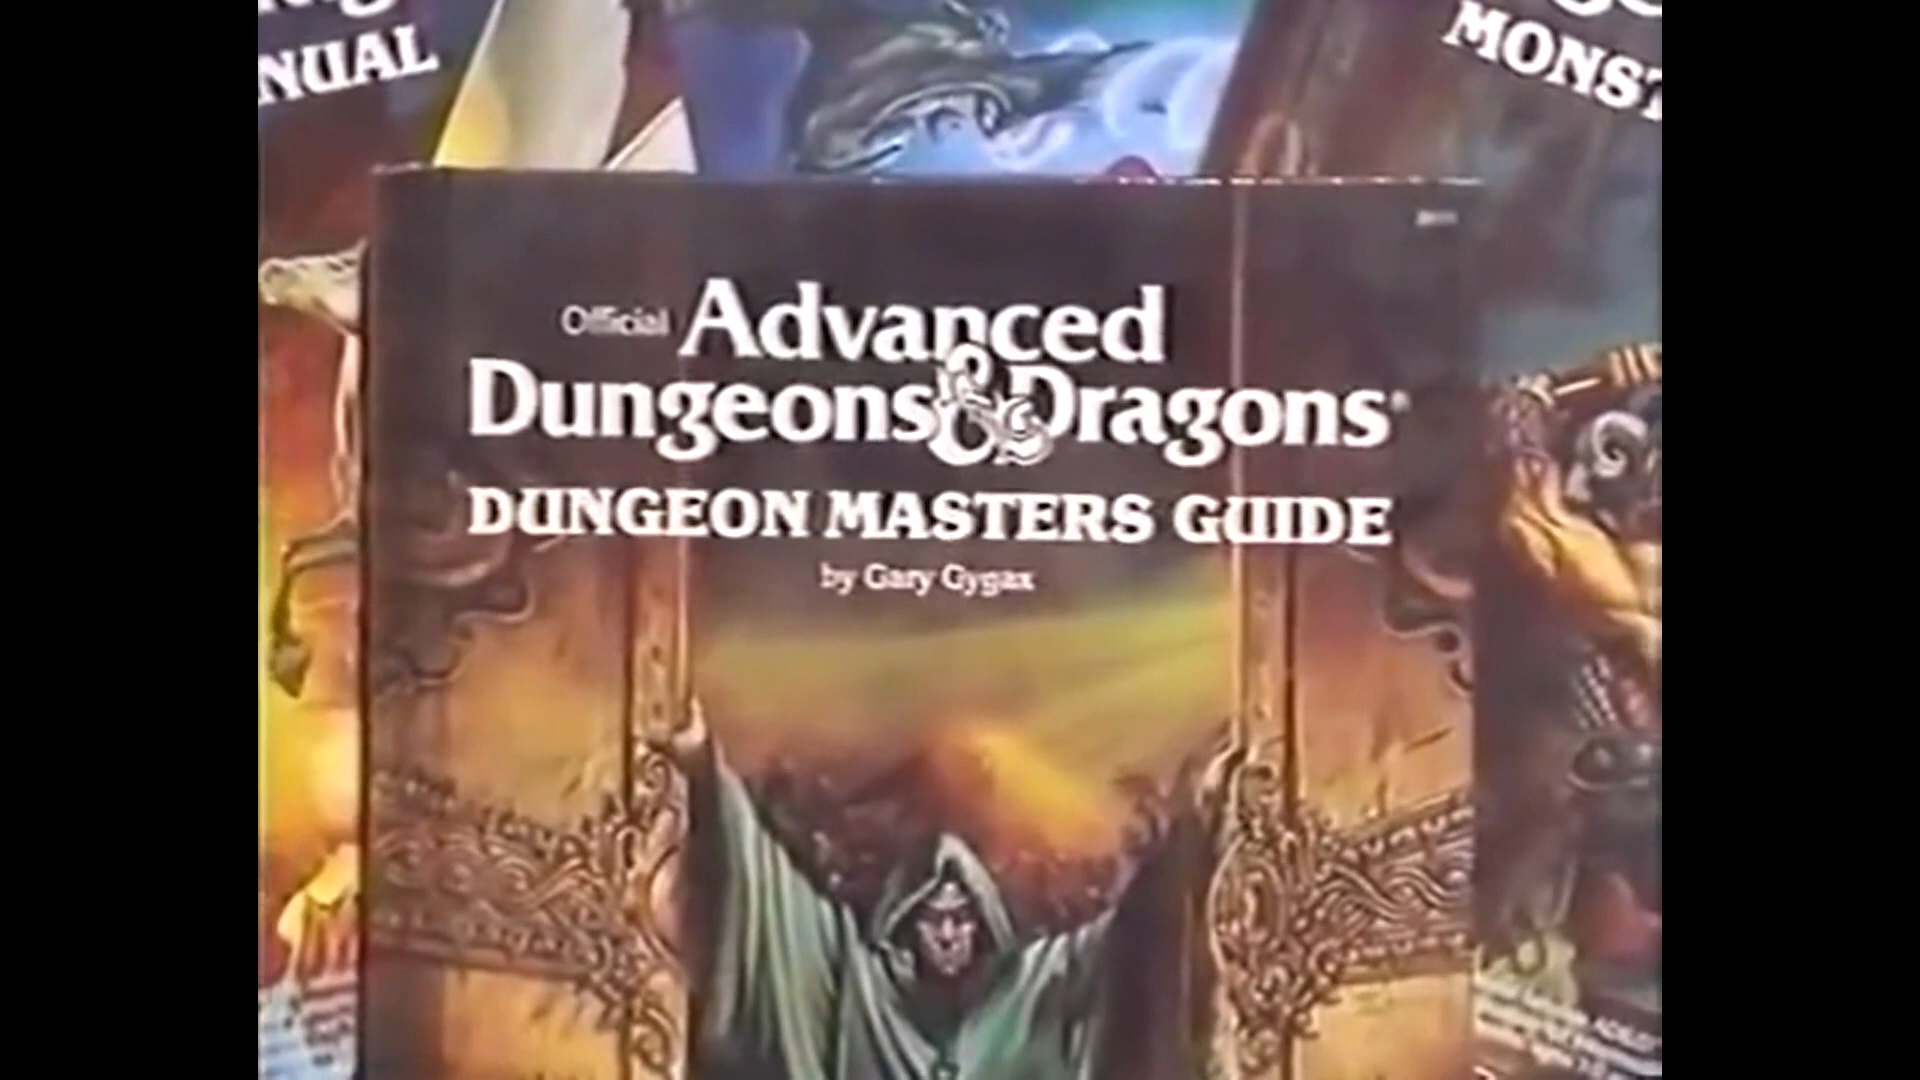 NUAL
MONST
Official Advanced
Dungeons & Dragons®
DUNGEON MASTERS GUIDE
by Gary Gygax